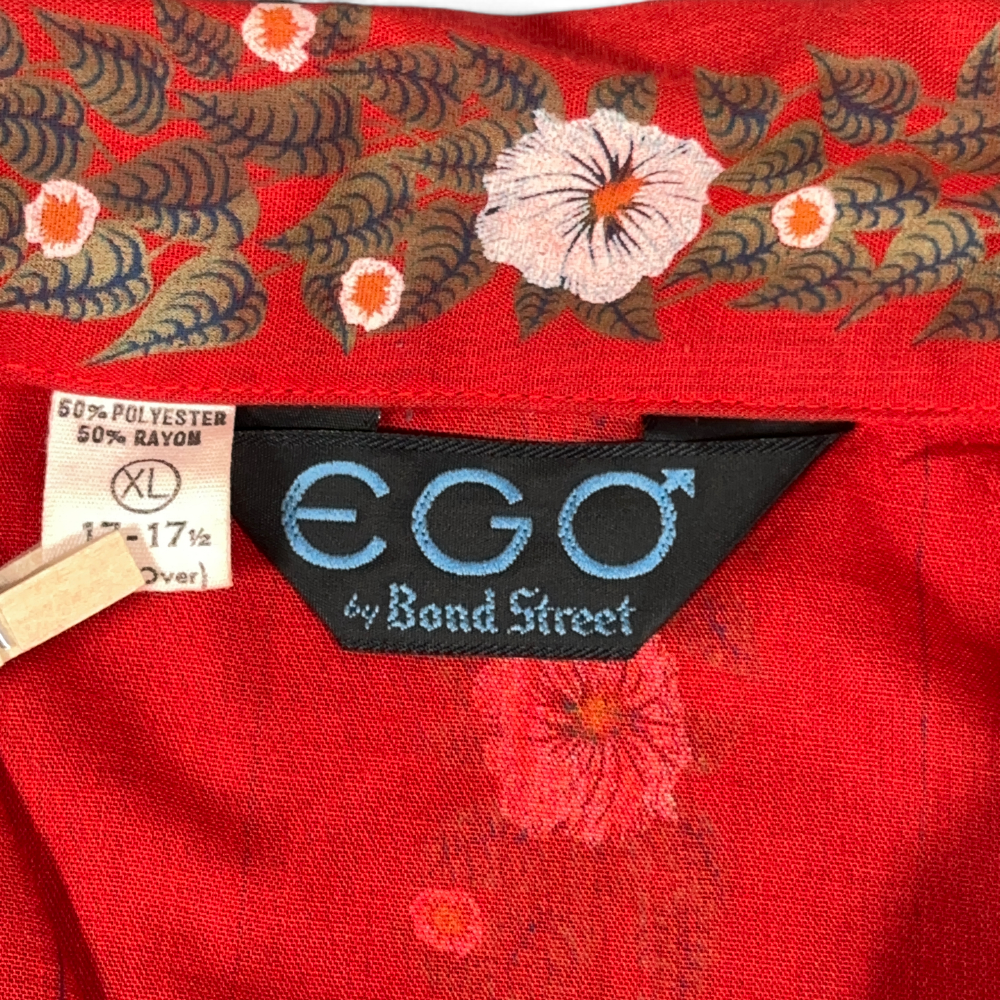 50% POLYESTER
50% RAYON
XL
17-17½
Over)
EGO
by Bond Street